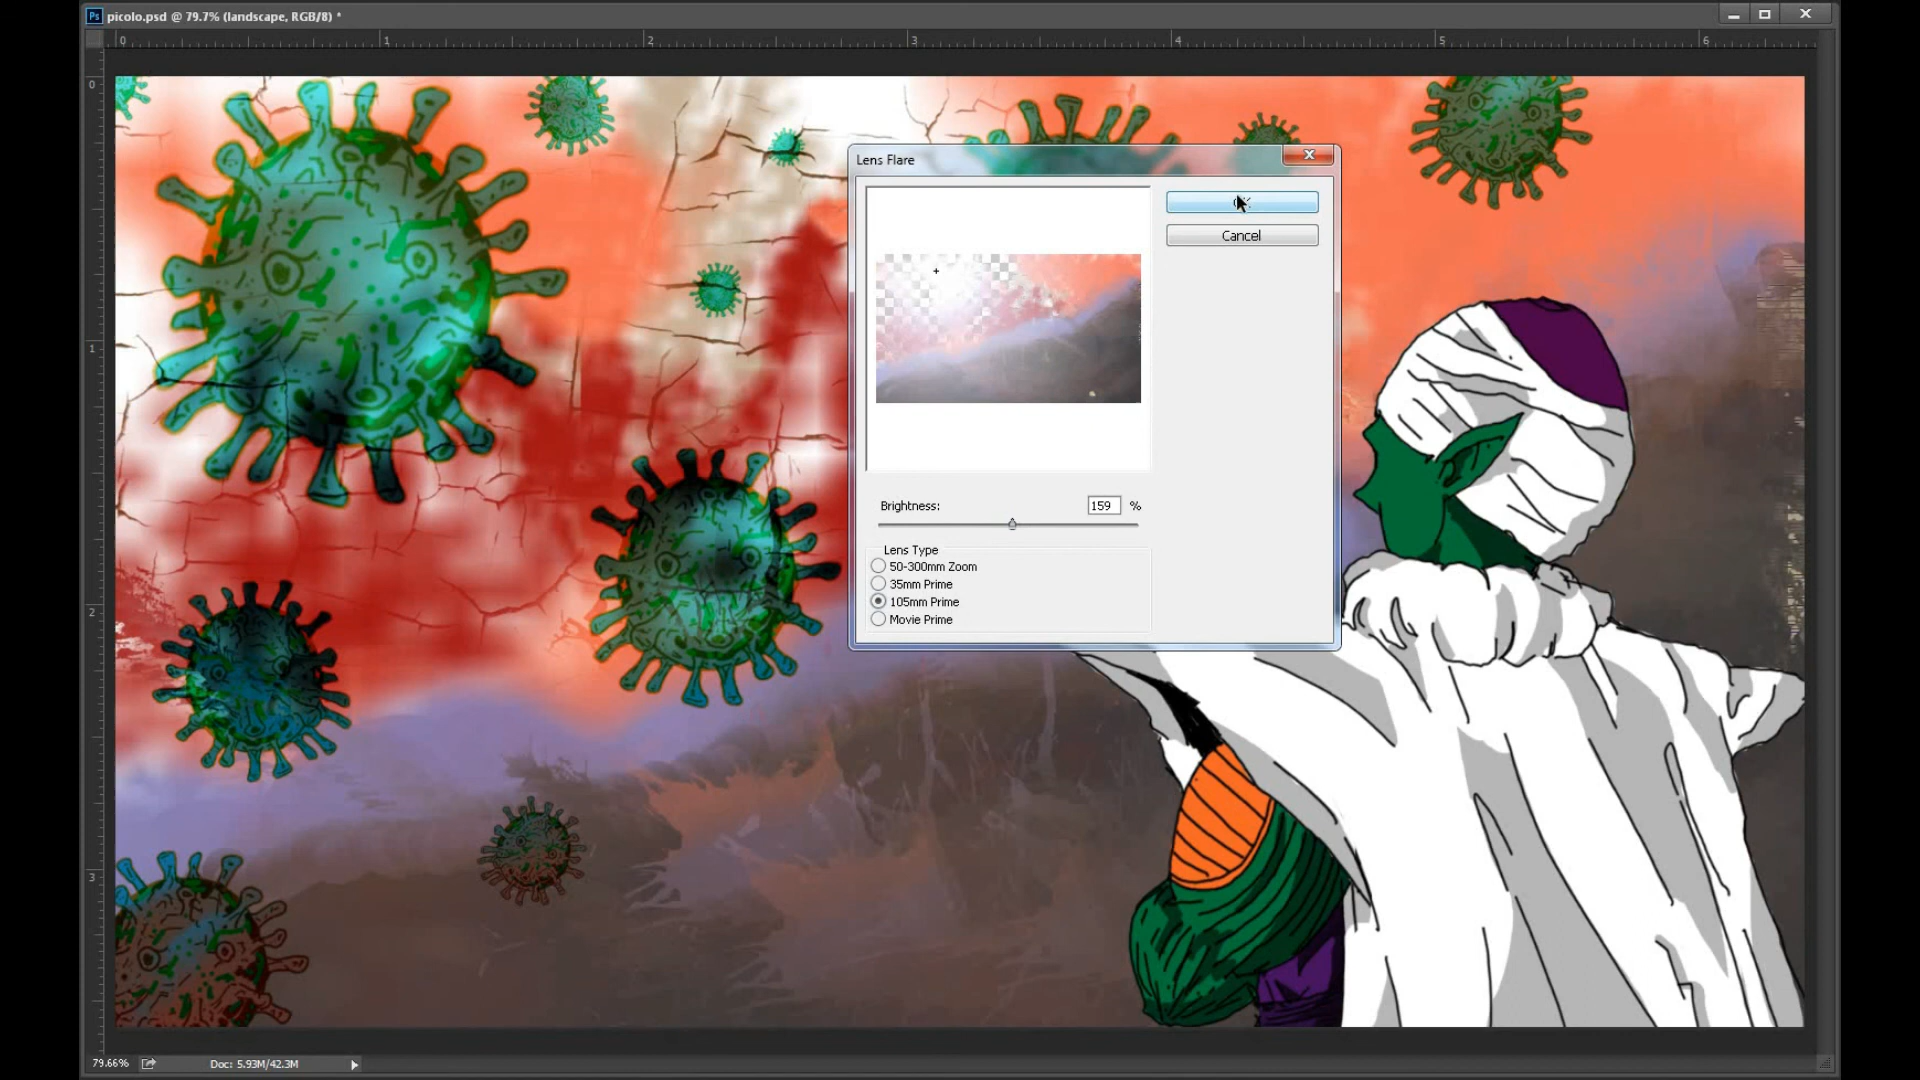 Ps picolo.psd @ 79.7% (landscape, RGB/8) *
0 1 2 3 4 5 6
0
1
2
3
Lens Flare
Cancel
Brightness: 159 %
Lens Type
50-300mm Zoom
35mm Prime
105mm Prime
Movie Prime
79.66% Doc: 5.93M/42.3M